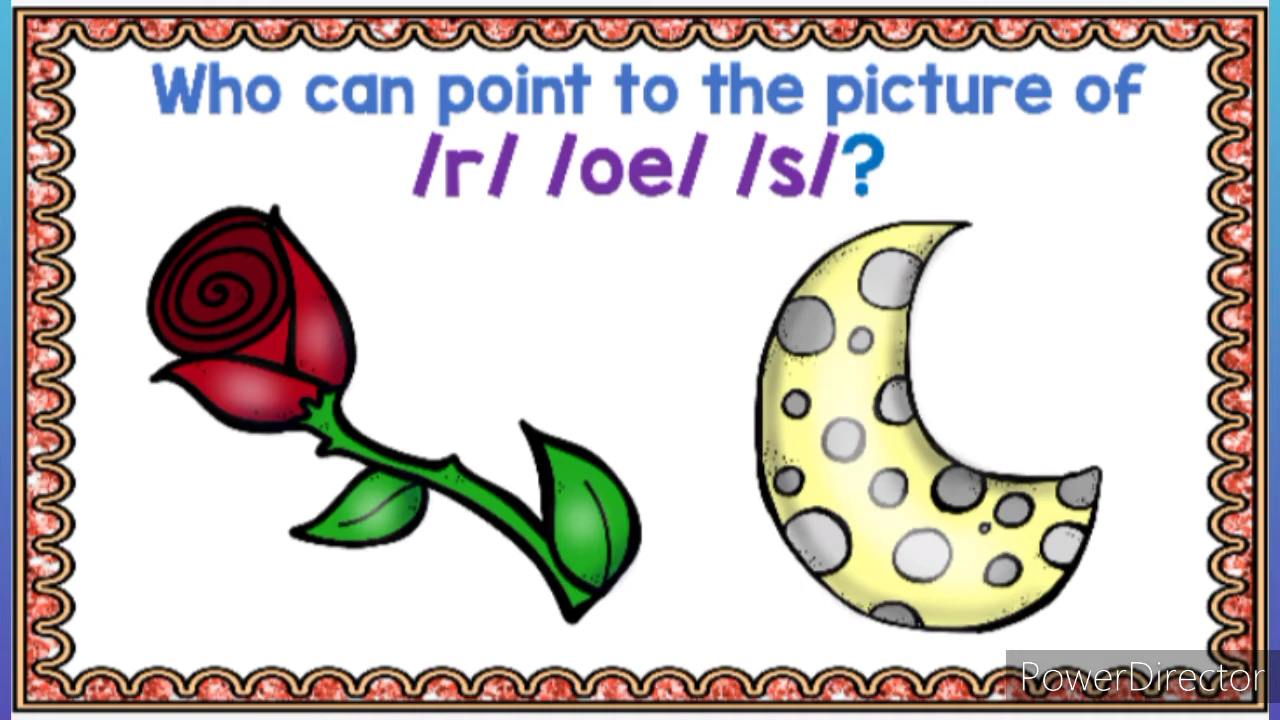 Who can point to the picture of
/r/ /oe/ /s/?
PowerDirector